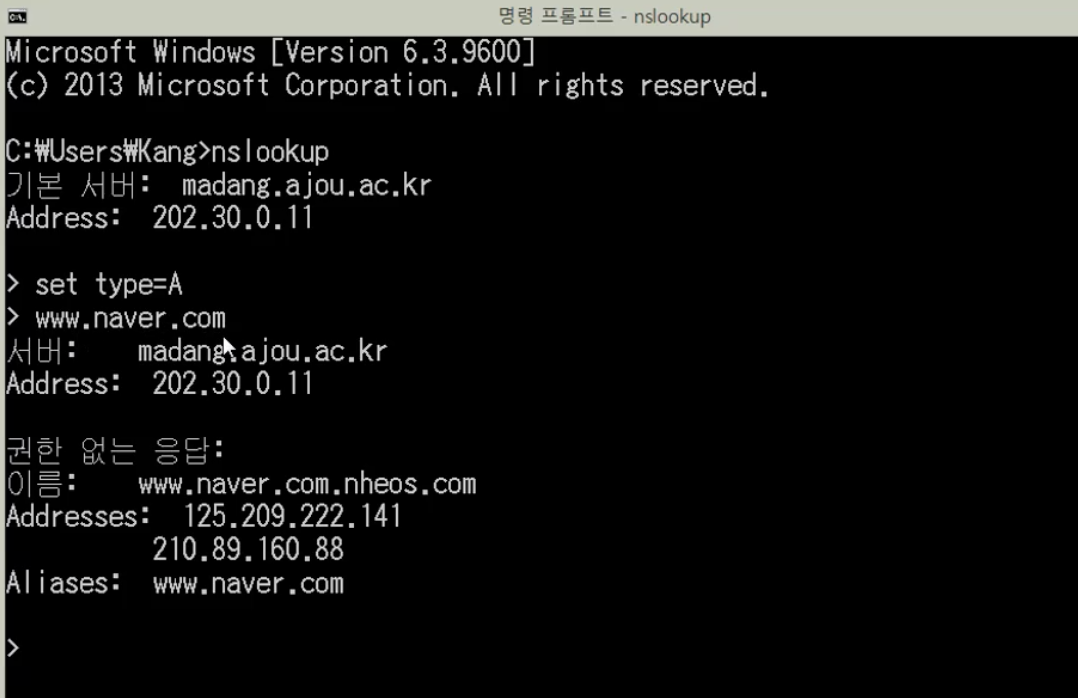 명령 프롬프트 - nslookup
Microsoft Windows [Version 6.3.9600]
(c) 2013 Microsoft Corporation. All rights reserved.
C:₩Users₩Kang>nslookup
기본 서버:  madang.ajou.ac.kr
Address:  202.30.0.11
> set type=A
> www.naver.com
서버:    madang.ajou.ac.kr
Address:  202.30.0.11
권한 없는 응답:
이름:    www.naver.com.nheos.com
Addresses:  125.209.222.141
          210.89.160.88
Aliases:  www.naver.com
>